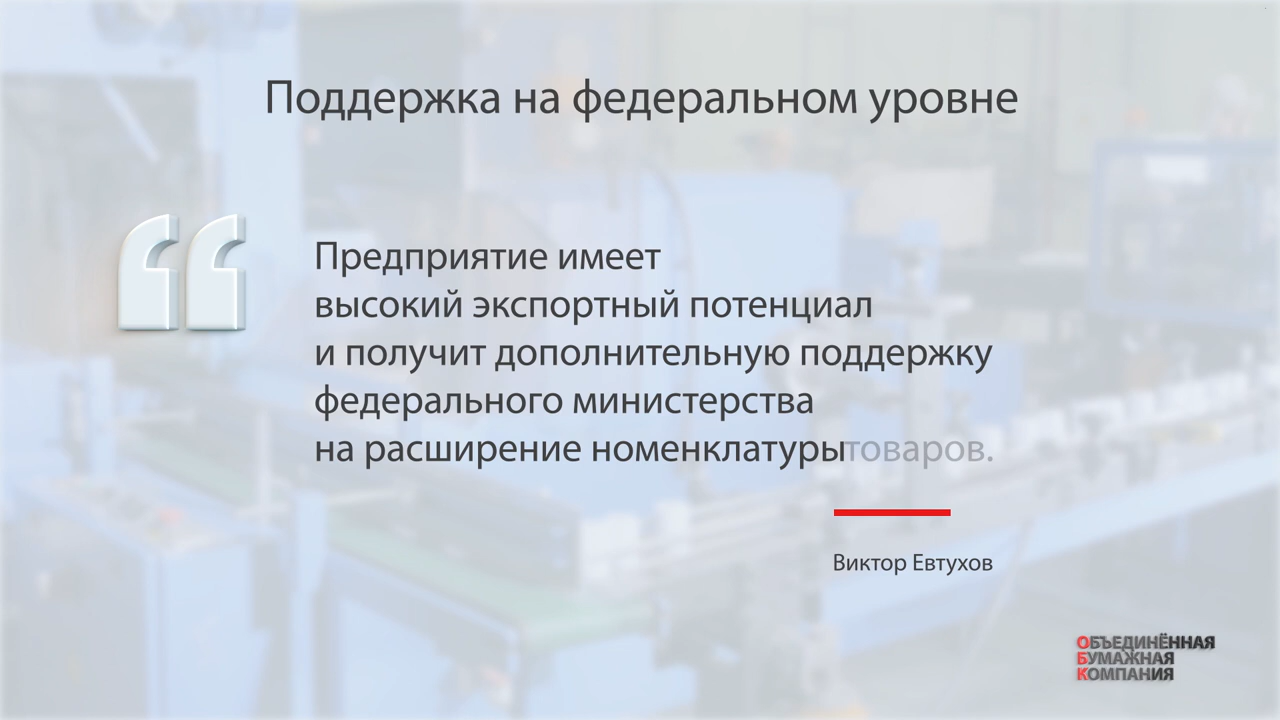 Поддержка на федеральном уровне
“
Предприятие имеет
высокий экспортный потенциал
и получит дополнительную поддержку
федерального министерства
на расширение номенклатуры товаров.
Виктор Евтухов
ОБЪЕДИНЁННАЯ
БУМАЖНАЯ
КОМПАНИЯ